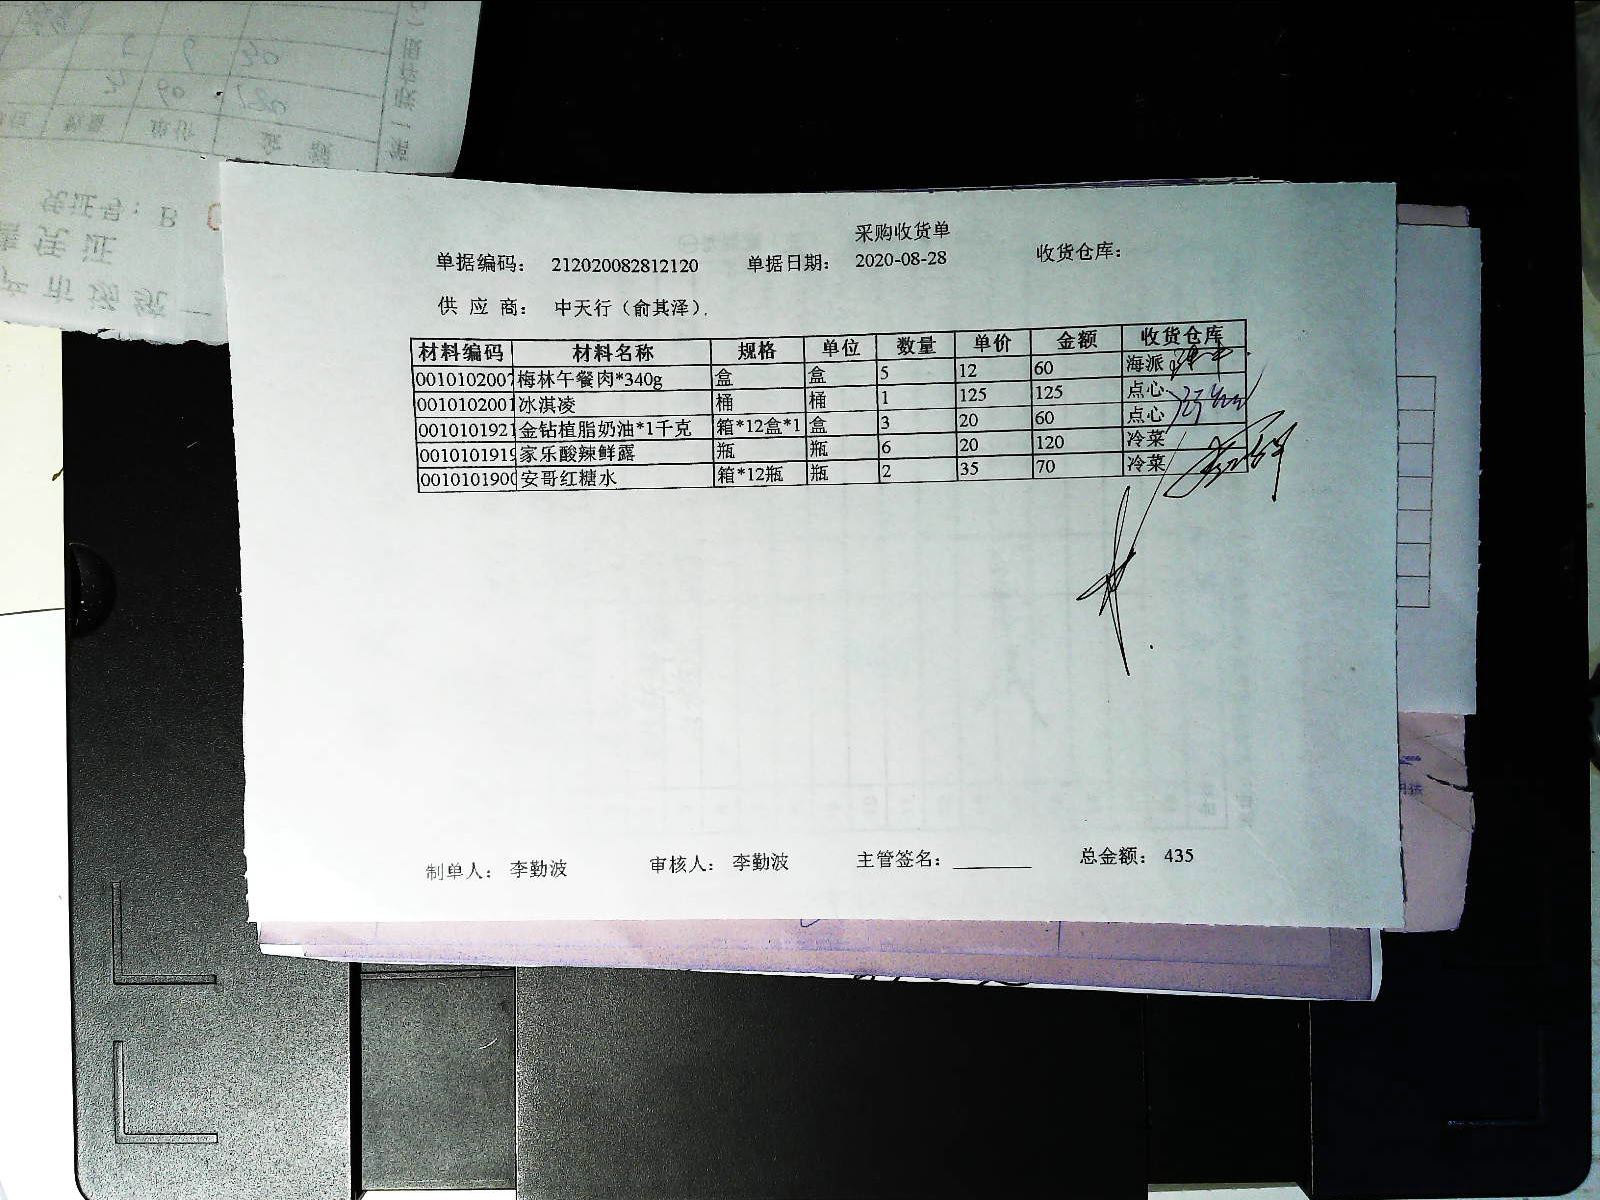 采购收货单
单据编码： 212020082812120 单据日期： 2020-08-28 收货仓库：
供 应 商： 中天行（俞其泽）.
材料编码 材料名称 规格 单位 数量 单价 金额 收货仓库
0010102007 梅林午餐肉*340g 盒 盒 5 12 60 海派
0010102001 冰淇凌 桶 桶 1 125 125 点心
0010101921 金钻植脂奶油*1千克 箱*12盒*1 盒 3 20 60 点心
0010101919 家乐酸辣鲜露 瓶 瓶 6 20 120 冷菜
0010101900 安哥红糖水 箱*12瓶 瓶 2 35 70 冷菜
制单人： 李勤波 审核人： 李勤波 主管签名： 总金额： 435